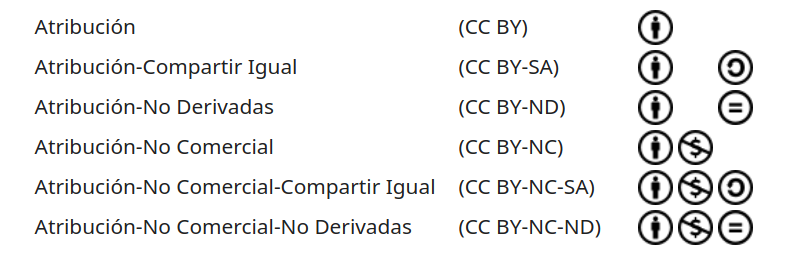 Atribución (CC BY)
Atribución-Compartir Igual (CC BY-SA)
Atribución-No Derivadas (CC BY-ND)
Atribución-No Comercial (CC BY-NC)
Atribución-No Comercial-Compartir Igual (CC BY-NC-SA)
Atribución-No Comercial-No Derivadas (CC BY-NC-ND)